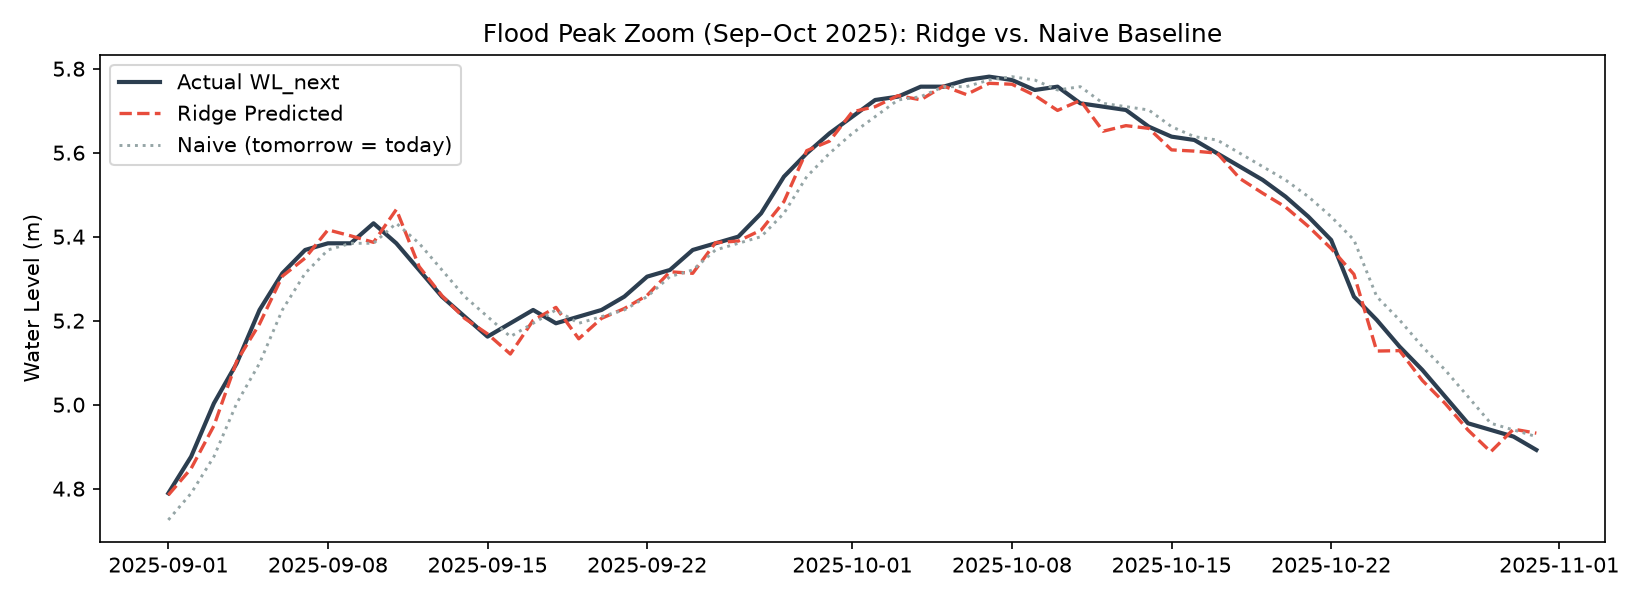 Flood Peak Zoom (Sep–Oct 2025): Ridge vs. Naive Baseline
Actual WL_next
Ridge Predicted
Naive (tomorrow = today)
Water Level (m)
5.8
5.6
5.4
5.2
5.0
4.8
2025-09-01 2025-09-08 2025-09-15 2025-09-22 2025-10-01 2025-10-08 2025-10-15 2025-10-22 2025-11-01